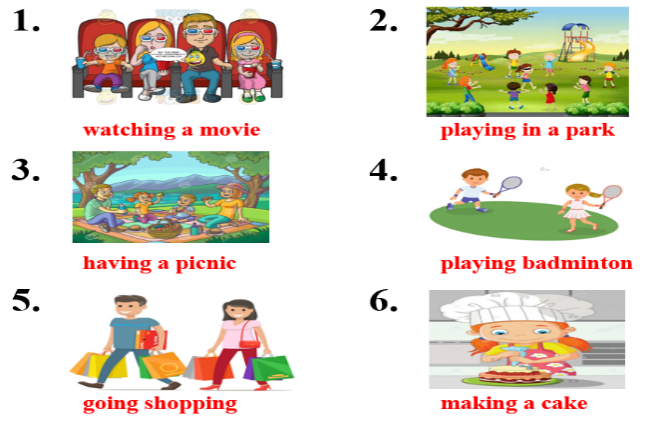 1.
watching a movie
2.
playing in a park
3.
having a picnic
4.
playing badminton
5.
going shopping
6.
making a cake